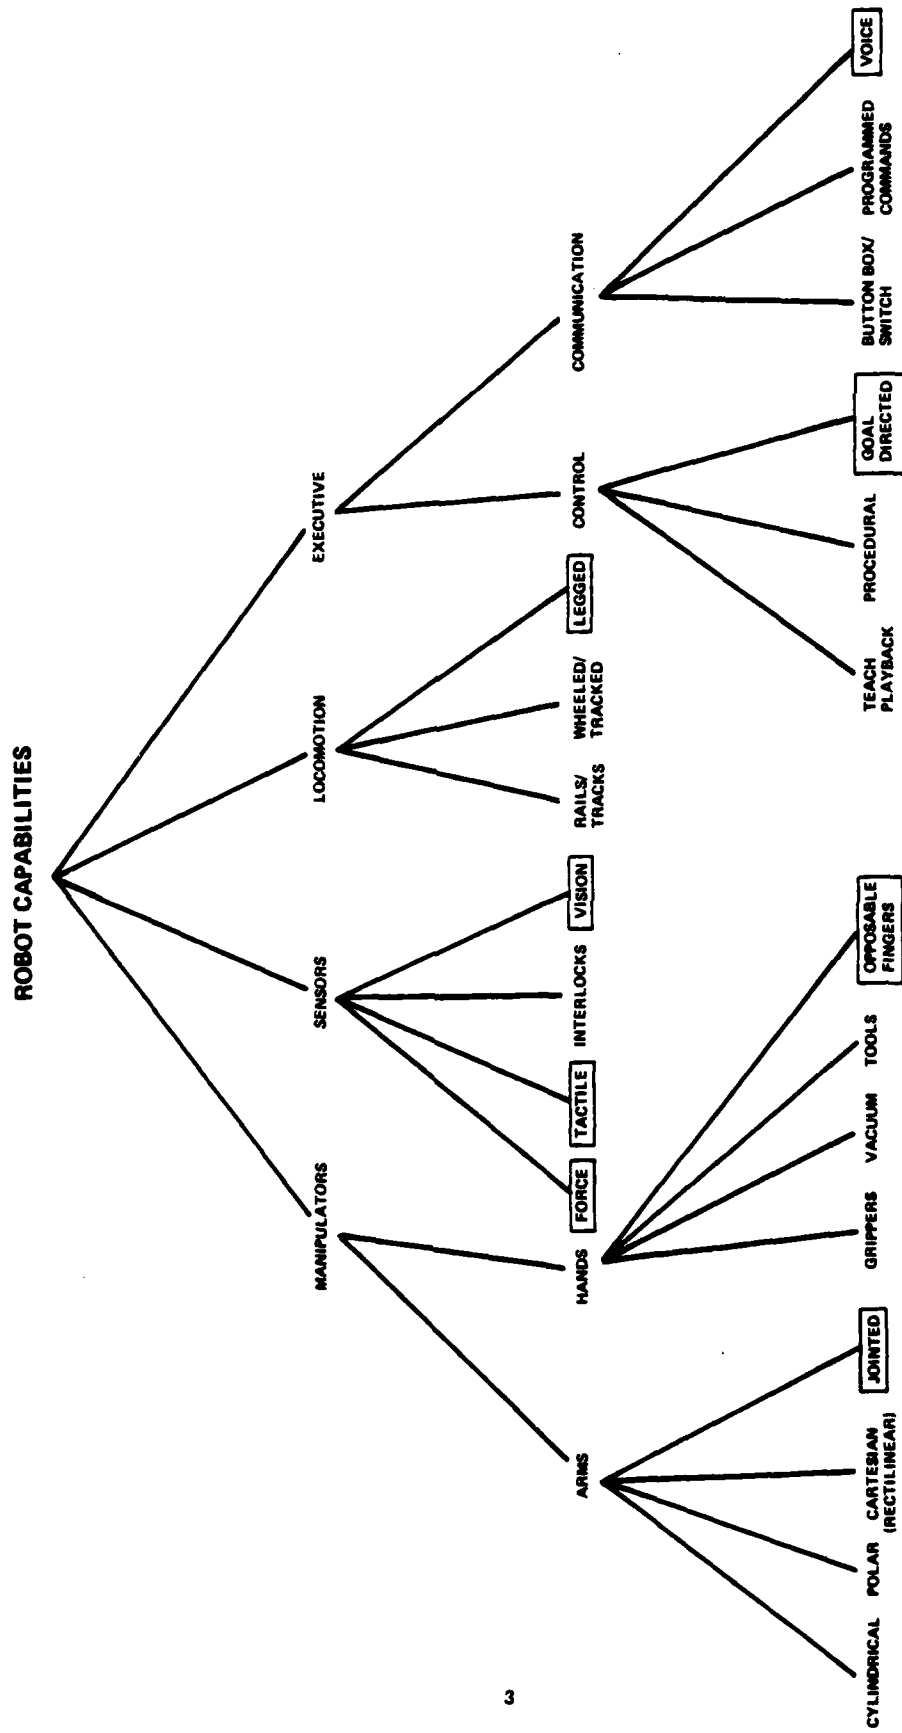 ROBOT CAPABILITIES
MANIPULATORS
SENSORS
LOCOMOTION
EXECUTIVE
ARMS
HANDS
FORCE
TACTILE
INTERLOCKS
VISION
RAILS/
TRACKS
WHEELED/
TRACKED
LEGGED
CONTROL
COMMUNICATION
CYLINDRICAL
POLAR
CARTESIAN
(RECTILINEAR)
JOINTED
GRIPPERS
VACUUM
TOOLS
OPPOSABLE
FINGERS
TEACH
PLAYBACK
PROCEDURAL
GOAL
DIRECTED
BUTTON BOX/
SWITCH
PROGRAMMED
COMMANDS
VOICE
3